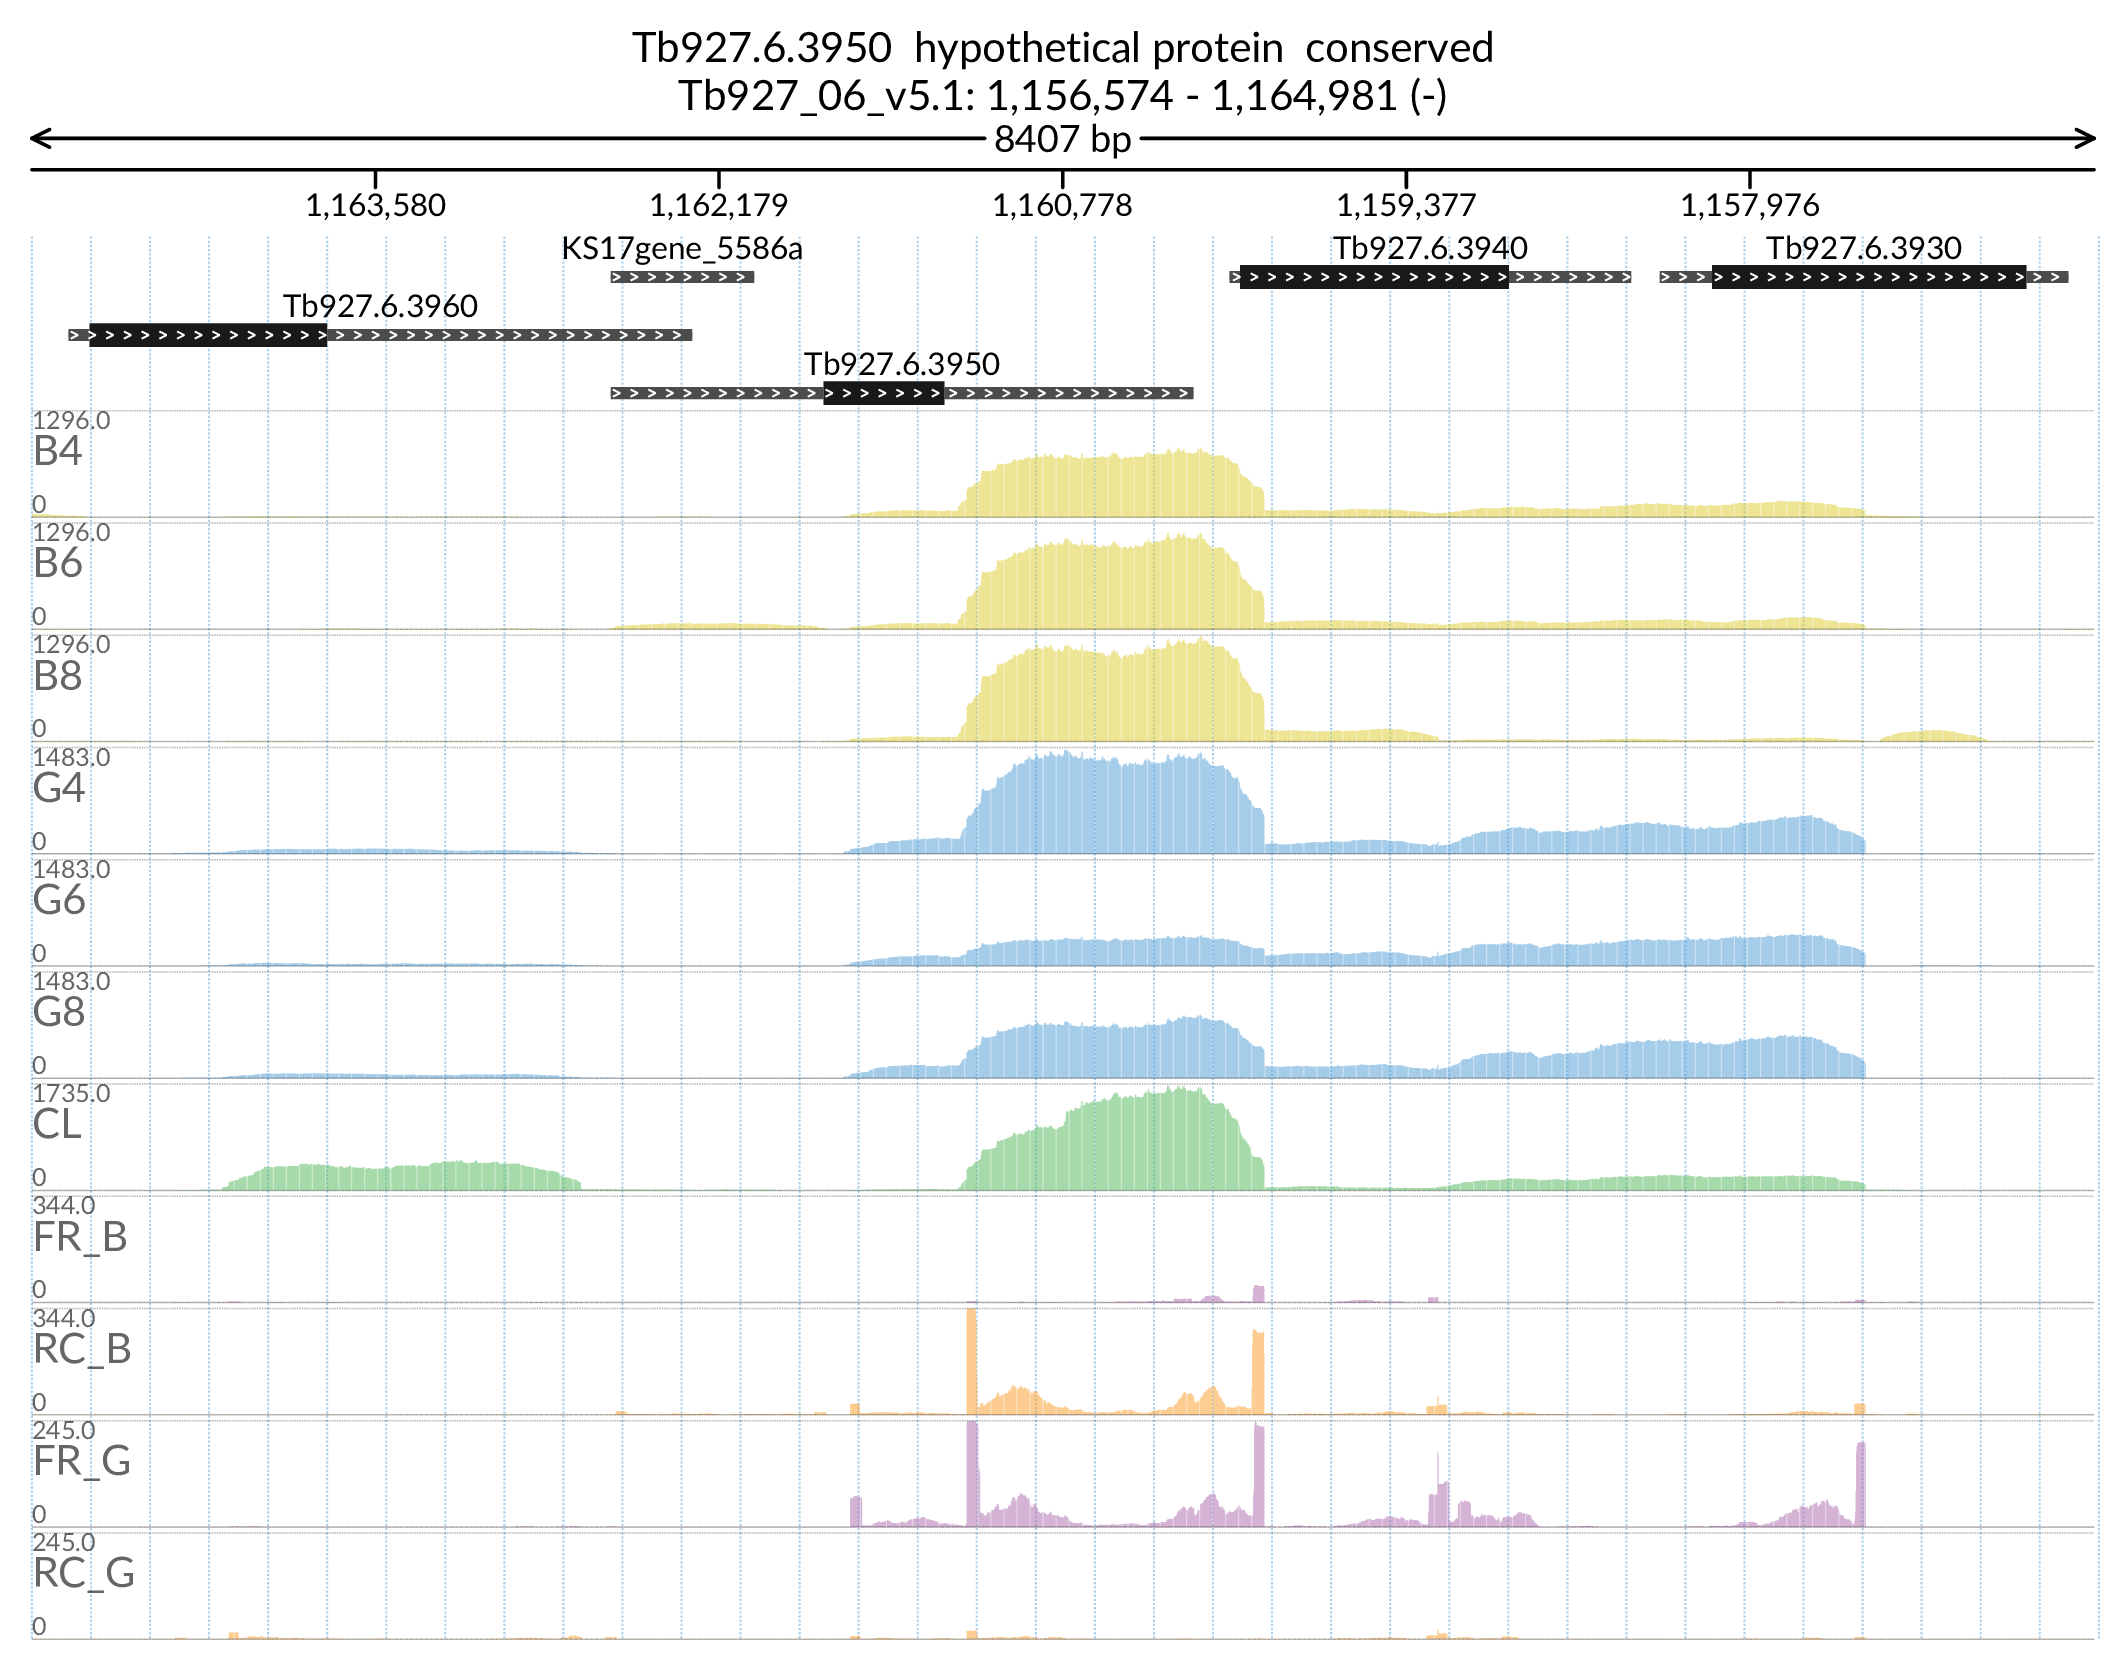 Tb927.6.3950  hypothetical protein  conserved
Tb927_06_v5.1: 1,156,574 - 1,164,981 (-)
8407 bp
1,163,580 1,162,179 1,160,778 1,159,377 1,157,976
KS17gene_5586a Tb927.6.3940 Tb927.6.3930
Tb927.6.3960
Tb927.6.3950
1296.0
B4
0
1296.0
B6
0
1296.0
B8
0
1483.0
G4
0
1483.0
G6
0
1483.0
G8
0
1735.0
CL
0
344.0
FR_B
0
344.0
RC_B
0
245.0
FR_G
0
245.0
RC_G
0